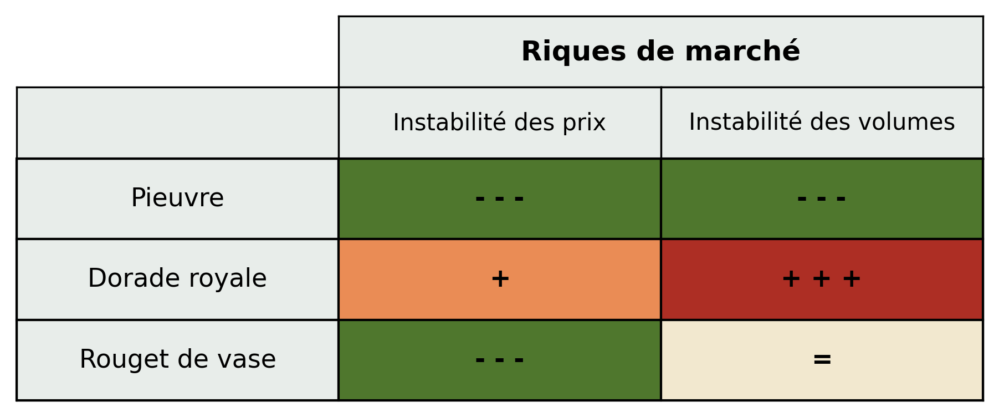 Riques de marché
Instabilité des prix Instabilité des volumes
Pieuvre - - - - - -
Dorade royale + + + +
Rouget de vase - - - =